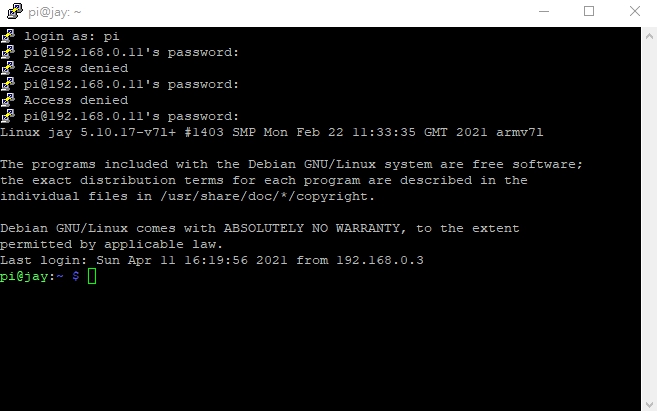 pi@jay: ~
login as: pi
pi@192.168.0.11's password:
Access denied
pi@192.168.0.11's password:
Access denied
pi@192.168.0.11's password:
Linux jay 5.10.17-v7l+ #1403 SMP Mon Feb 22 11:33:35 GMT 2021 armv7l
The programs included with the Debian GNU/Linux system are free software;
the exact distribution terms for each program are described in the
individual files in /usr/share/doc/*/copyright.
Debian GNU/Linux comes with ABSOLUTELY NO WARRANTY, to the extent
permitted by applicable law.
Last login: Sun Apr 11 16:19:56 2021 from 192.168.0.3
pi@jay:~ $